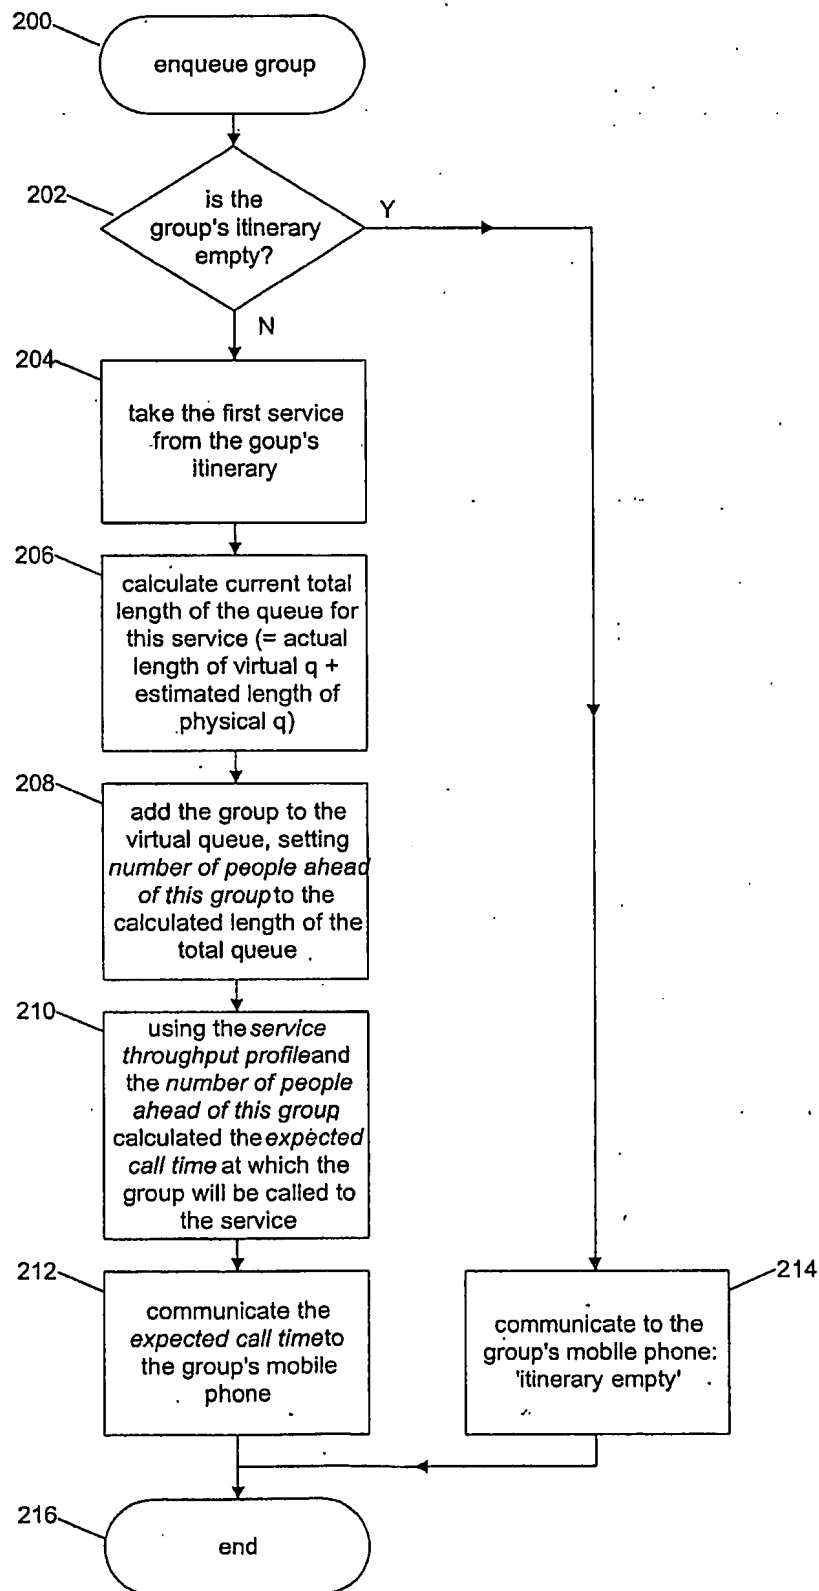 200
enqueue group
202
is the
group's itinerary
empty?
Y
N
204
take the first service
from the goup's
itinerary
206
calculate current total
length of the queue for
this service (= actual
length of virtual q +
estimated length of
physical q)
208
add the group to the
virtual queue, setting
number of people ahead
of this group to the
calculated length of the
total queue
210
using the service
throughput profile and
the number of people
ahead of this group
calculated the expected
call time at which the
group will be called to
the service
212
communicate the
expected call time to
the group's mobile
phone
214
communicate to the
group's mobile phone:
'itinerary empty'
216
end